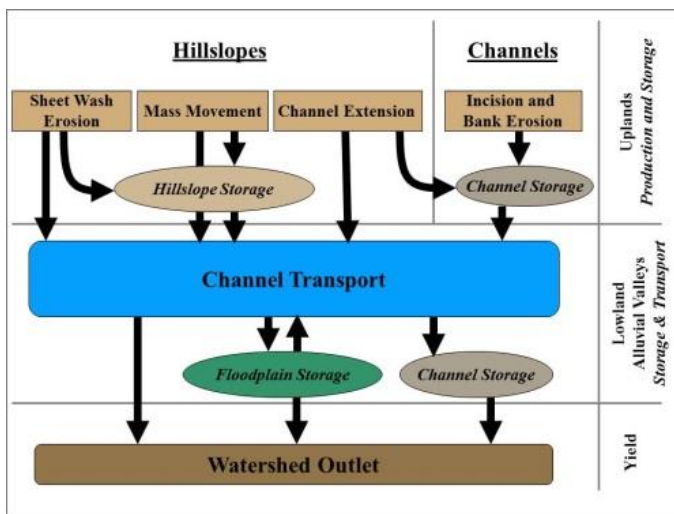 Hillslopes
Channels
Sheet Wash
Erosion
Mass Movement
Channel Extension
Incision and
Bank Erosion
Hillslope Storage
Channel Storage
Uplands
Production and Storage
Channel Transport
Floodplain Storage
Channel Storage
Lowland
Alluvial Valleys
Storage & Transport
Watershed Outlet
Yield